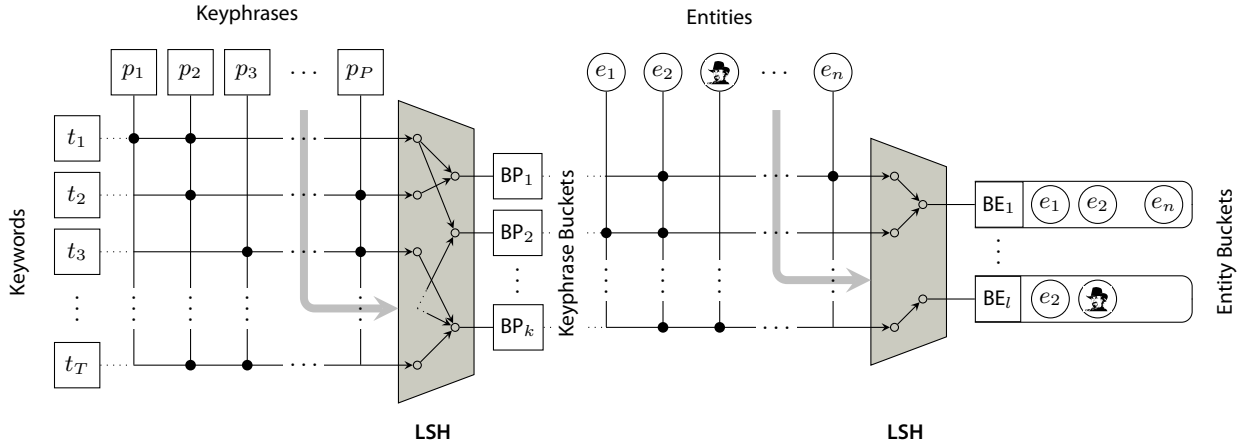 Keyphrases
Entities
p1 p2 p3 ... pP
e1 e2 ... en
t1
t2
t3
tT
Keywords
BP1
BP2
BPk
Keyphrase Buckets
BE1 e1 e2 en
BEl e2
Entity Buckets
LSH
LSH